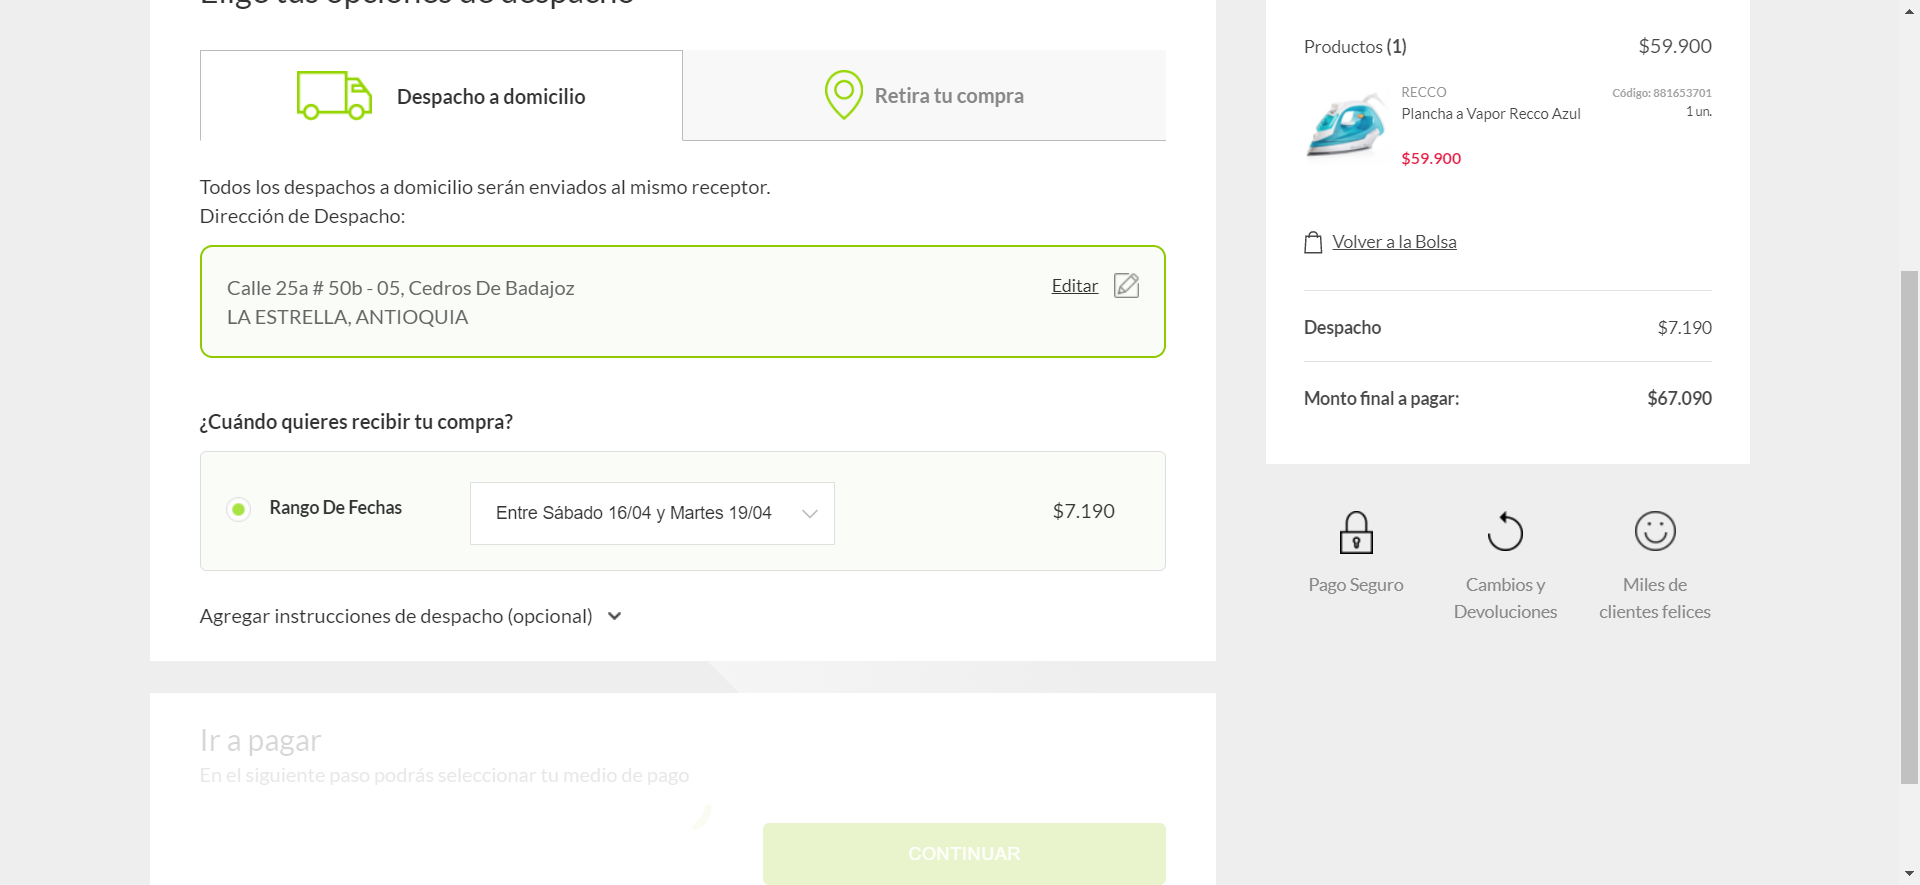 Elige tus opciones de despacho
Despacho a domicilio
Retira tu compra
Todos los despachos a domicilio serán enviados al mismo receptor.
Dirección de Despacho:
Calle 25a # 50b - 05, Cedros De Badajoz
LA ESTRELLA, ANTIOQUIA
Editar
¿Cuándo quieres recibir tu compra?
Rango De Fechas
Entre Sábado 16/04 y Martes 19/04
$7.190
Agregar instrucciones de despacho (opcional)
Ir a pagar
En el siguiente paso podrás seleccionar tu medio de pago
CONTINUAR
Productos (1)
$59.900
RECCO
Código: 881653701
Plancha a Vapor Recco Azul
1 un.
$59.900
Volver a la Bolsa
Despacho
$7.190
Monto final a pagar:
$67.090
Pago Seguro
Cambios y
Devoluciones
Miles de
clientes felices